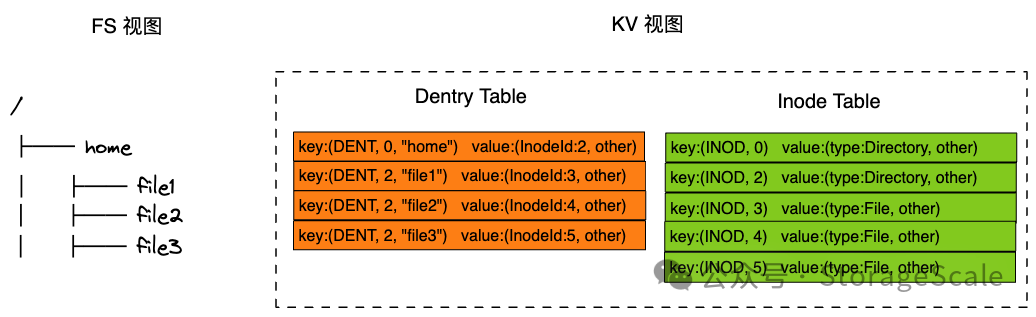 FS 视图
KV 视图
/
home
file1
file2
file3
Dentry Table
key:(DENT, 0, "home") value:(InodeId:2, other)
key:(DENT, 2, "file1") value:(InodeId:3, other)
key:(DENT, 2, "file2") value:(InodeId:4, other)
key:(DENT, 2, "file3") value:(InodeId:5, other)
Inode Table
key:(INOD, 0) value:(type:Directory, other)
key:(INOD, 2) value:(type:Directory, other)
key:(INOD, 3) value:(type:File, other)
key:(INOD, 4) value:(type:File, other)
key:(INOD, 5) value:(type:File, other)
公众号 · StorageScale